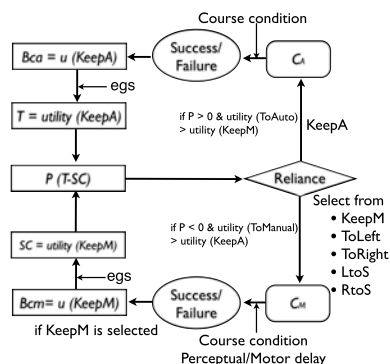 Course condition
Bca = u (KeepA)
Success/
Failure
CA
egs
T = utility (KeepA)
if P > 0 & utility (ToAuto)
> utility (KeepM)
KeepA
P (T-SC)
Reliance
Select from
• KeepM
• ToLeft
• ToRight
• LtoS
• RtoS
if P < 0 & utility (ToManual)
> utility (KeepA)
SC = utility (KeepM)
egs
Bcm= u (KeepM)
Success/
Failure
CM
if KeepM is selected
Course condition
Perceptual/Motor delay